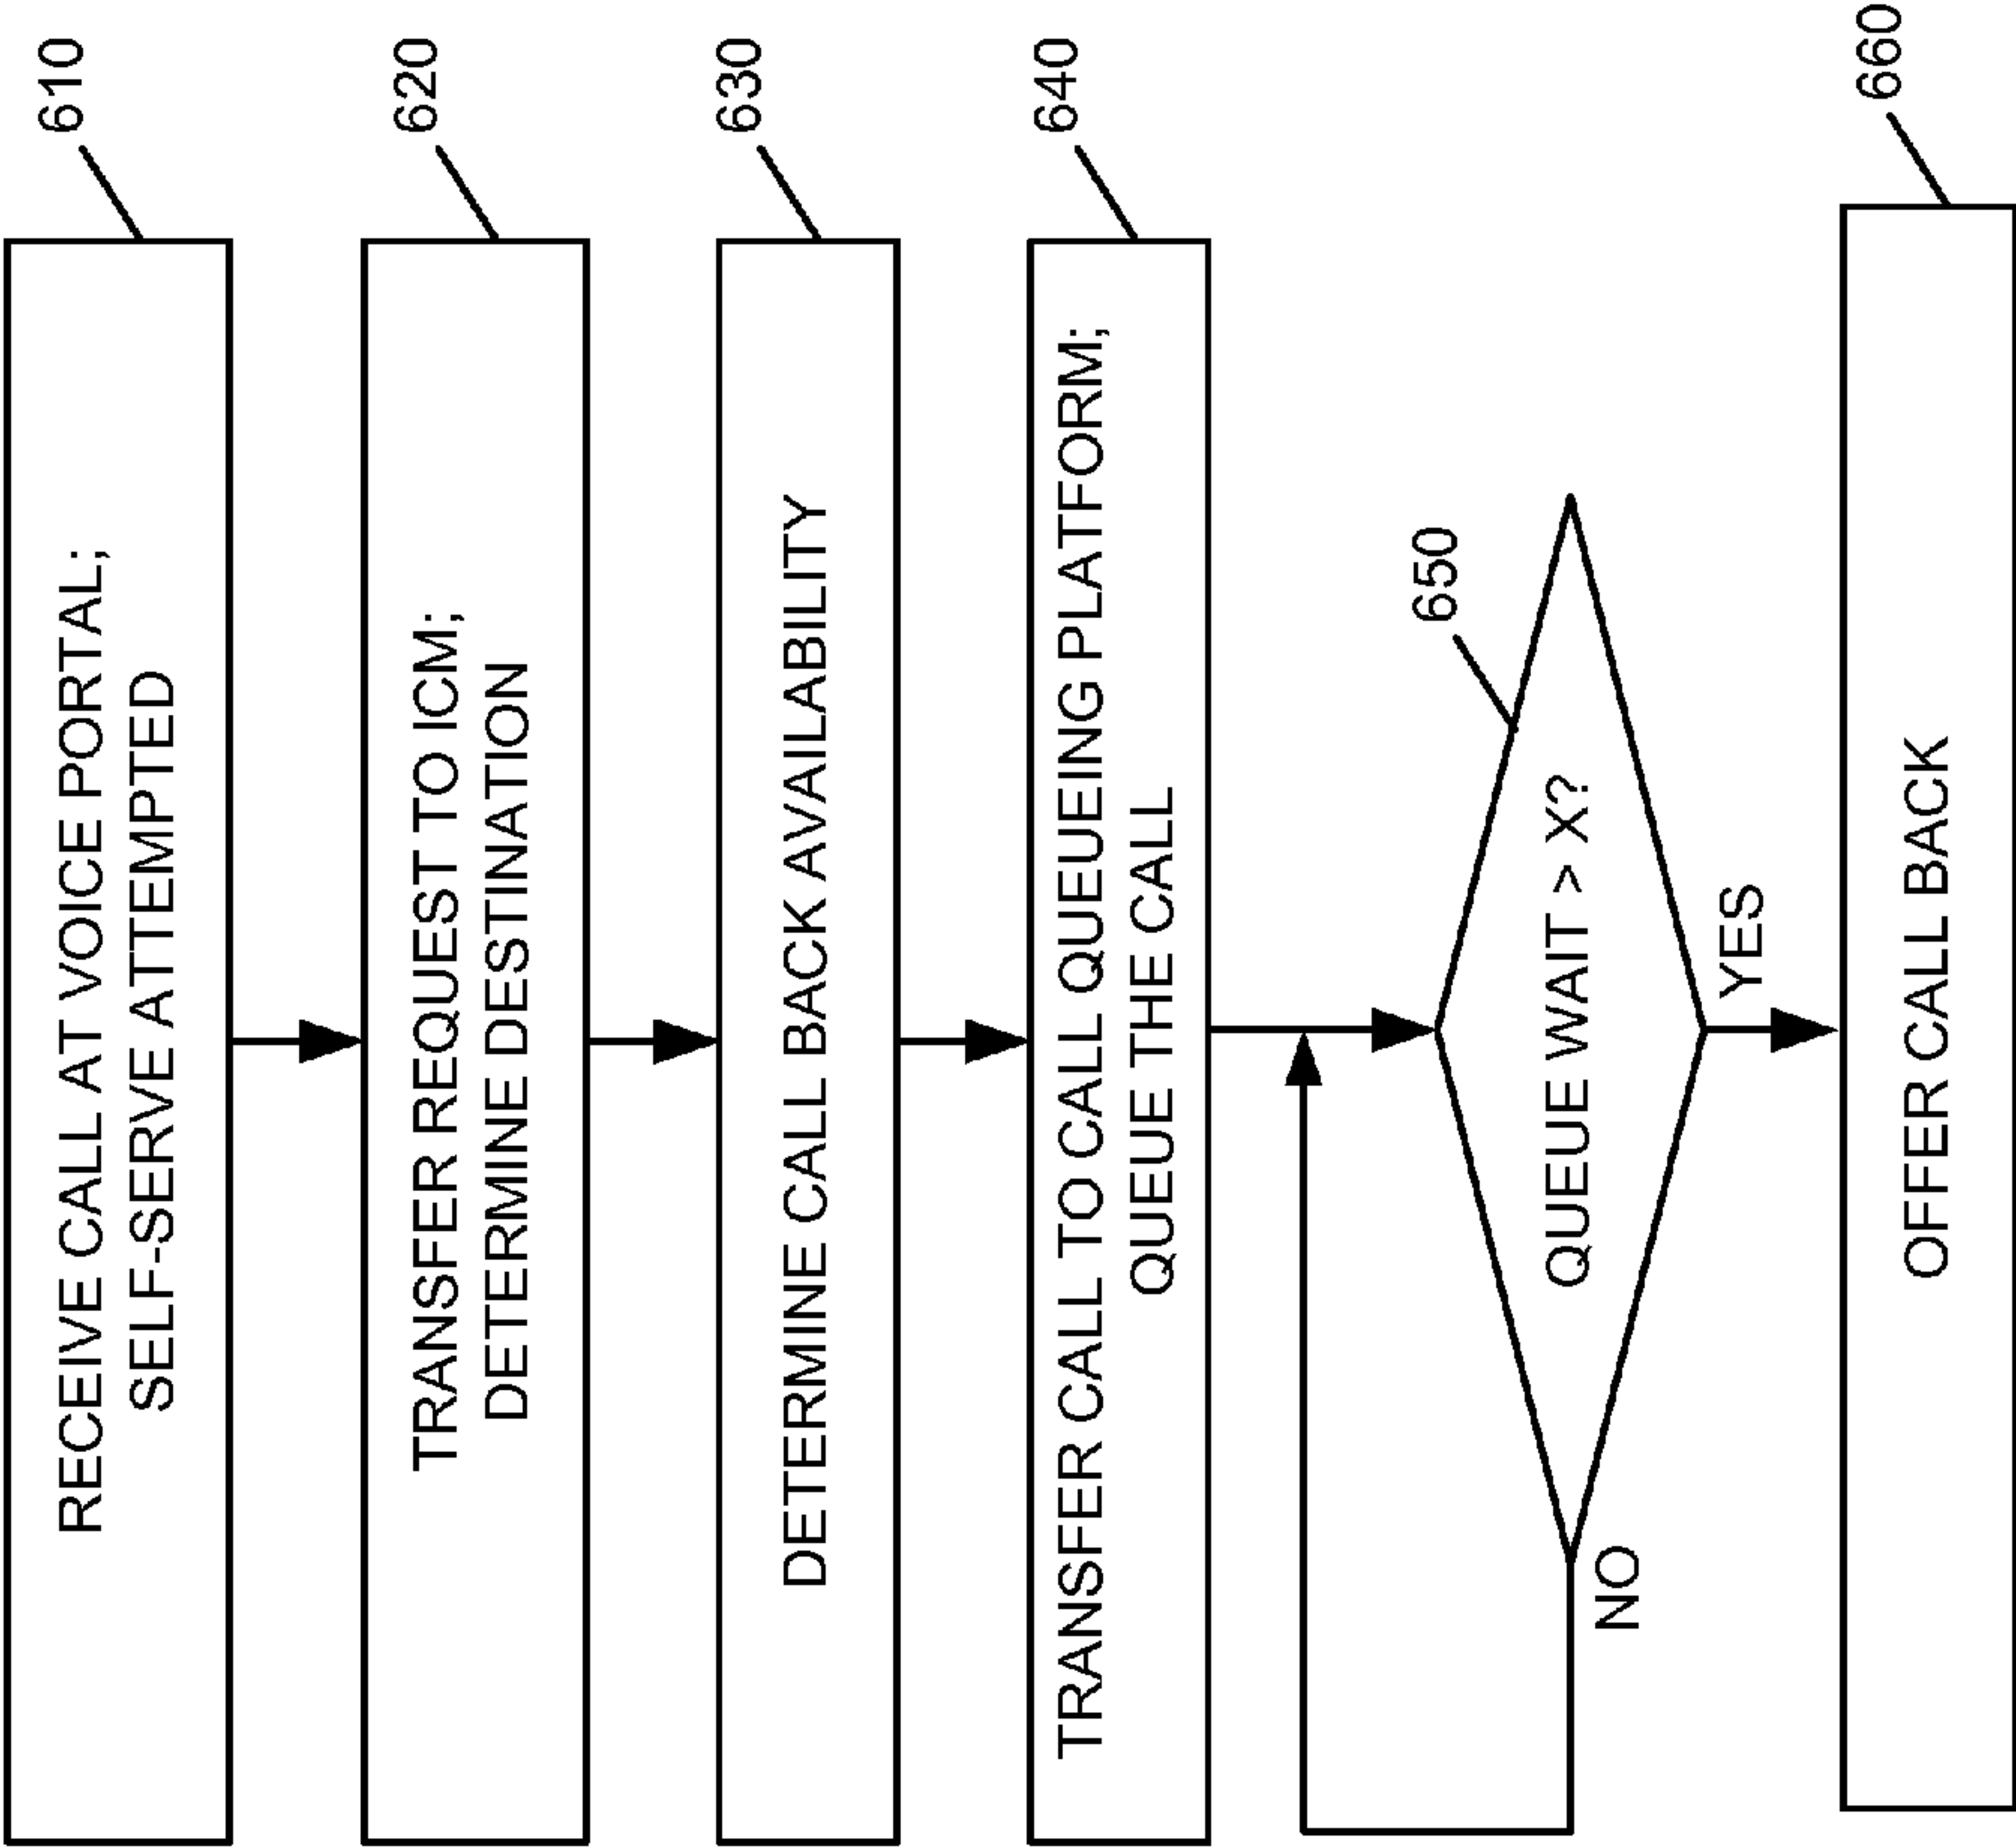 RECEIVE CALL AT VOICE PORTAL;
SELF-SERVE ATTEMPTED
610
TRANSFER REQUEST TO ICM;
DETERMINE DESTINATION
620
DETERMINE CALL BACK AVAILABILITY
630
TRANSFER CALL TO CALL QUEUEING PLATFORM;
QUEUE THE CALL
640
650
QUEUE WAIT > X?
NO
YES
OFFER CALL BACK
660